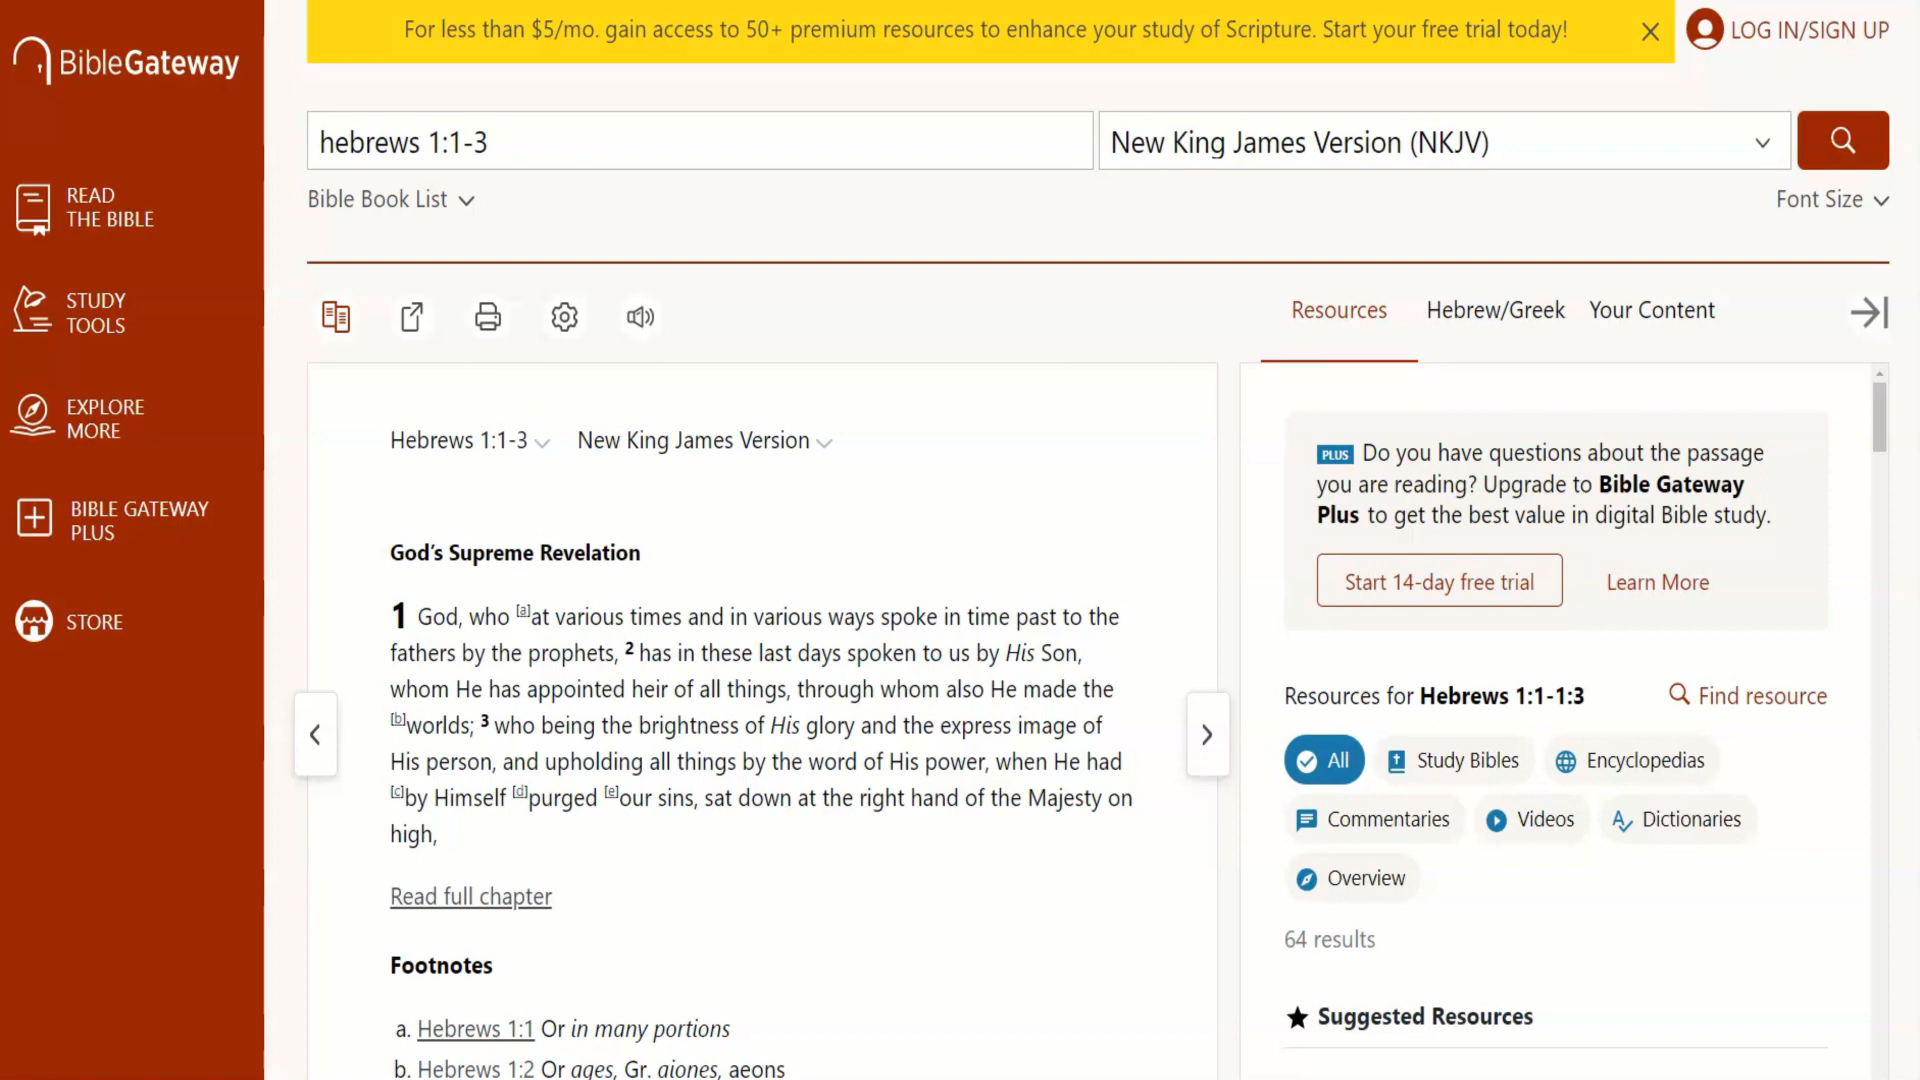 For less than $5/mo. gain access to 50+ premium resources to enhance your study of Scripture. Start your free trial today!
LOG IN/SIGN UP
BibleGateway
hebrews 1:1-3
New King James Version (NKJV)
Bible Book List
Font Size
READ
THE BIBLE
STUDY
TOOLS
EXPLORE
MORE
BIBLE GATEWAY
PLUS
STORE
Resources
Hebrew/Greek
Your Content
Hebrews 1:1-3
New King James Version
God's Supreme Revelation
1 God, who [a]at various times and in various ways spoke in time past to the
fathers by the prophets, 2 has in these last days spoken to us by His Son,
whom He has appointed heir of all things, through whom also He made the
[b]worlds; 3 who being the brightness of His glory and the express image of
His person, and upholding all things by the word of His power, when He had
[c]by Himself [d]purged [e]our sins, sat down at the right hand of the Majesty on
high,
Read full chapter
Footnotes
a. Hebrews 1:1 Or in many portions
b. Hebrews 1:2 Or ages, Gr. aiones, aeons
PLUS Do you have questions about the passage
you are reading? Upgrade to Bible Gateway
Plus to get the best value in digital Bible study.
Start 14-day free trial
Learn More
Resources for Hebrews 1:1-1:3
Find resource
All
Study Bibles
Encyclopedias
Commentaries
Videos
Dictionaries
Overview
64 results
Suggested Resources